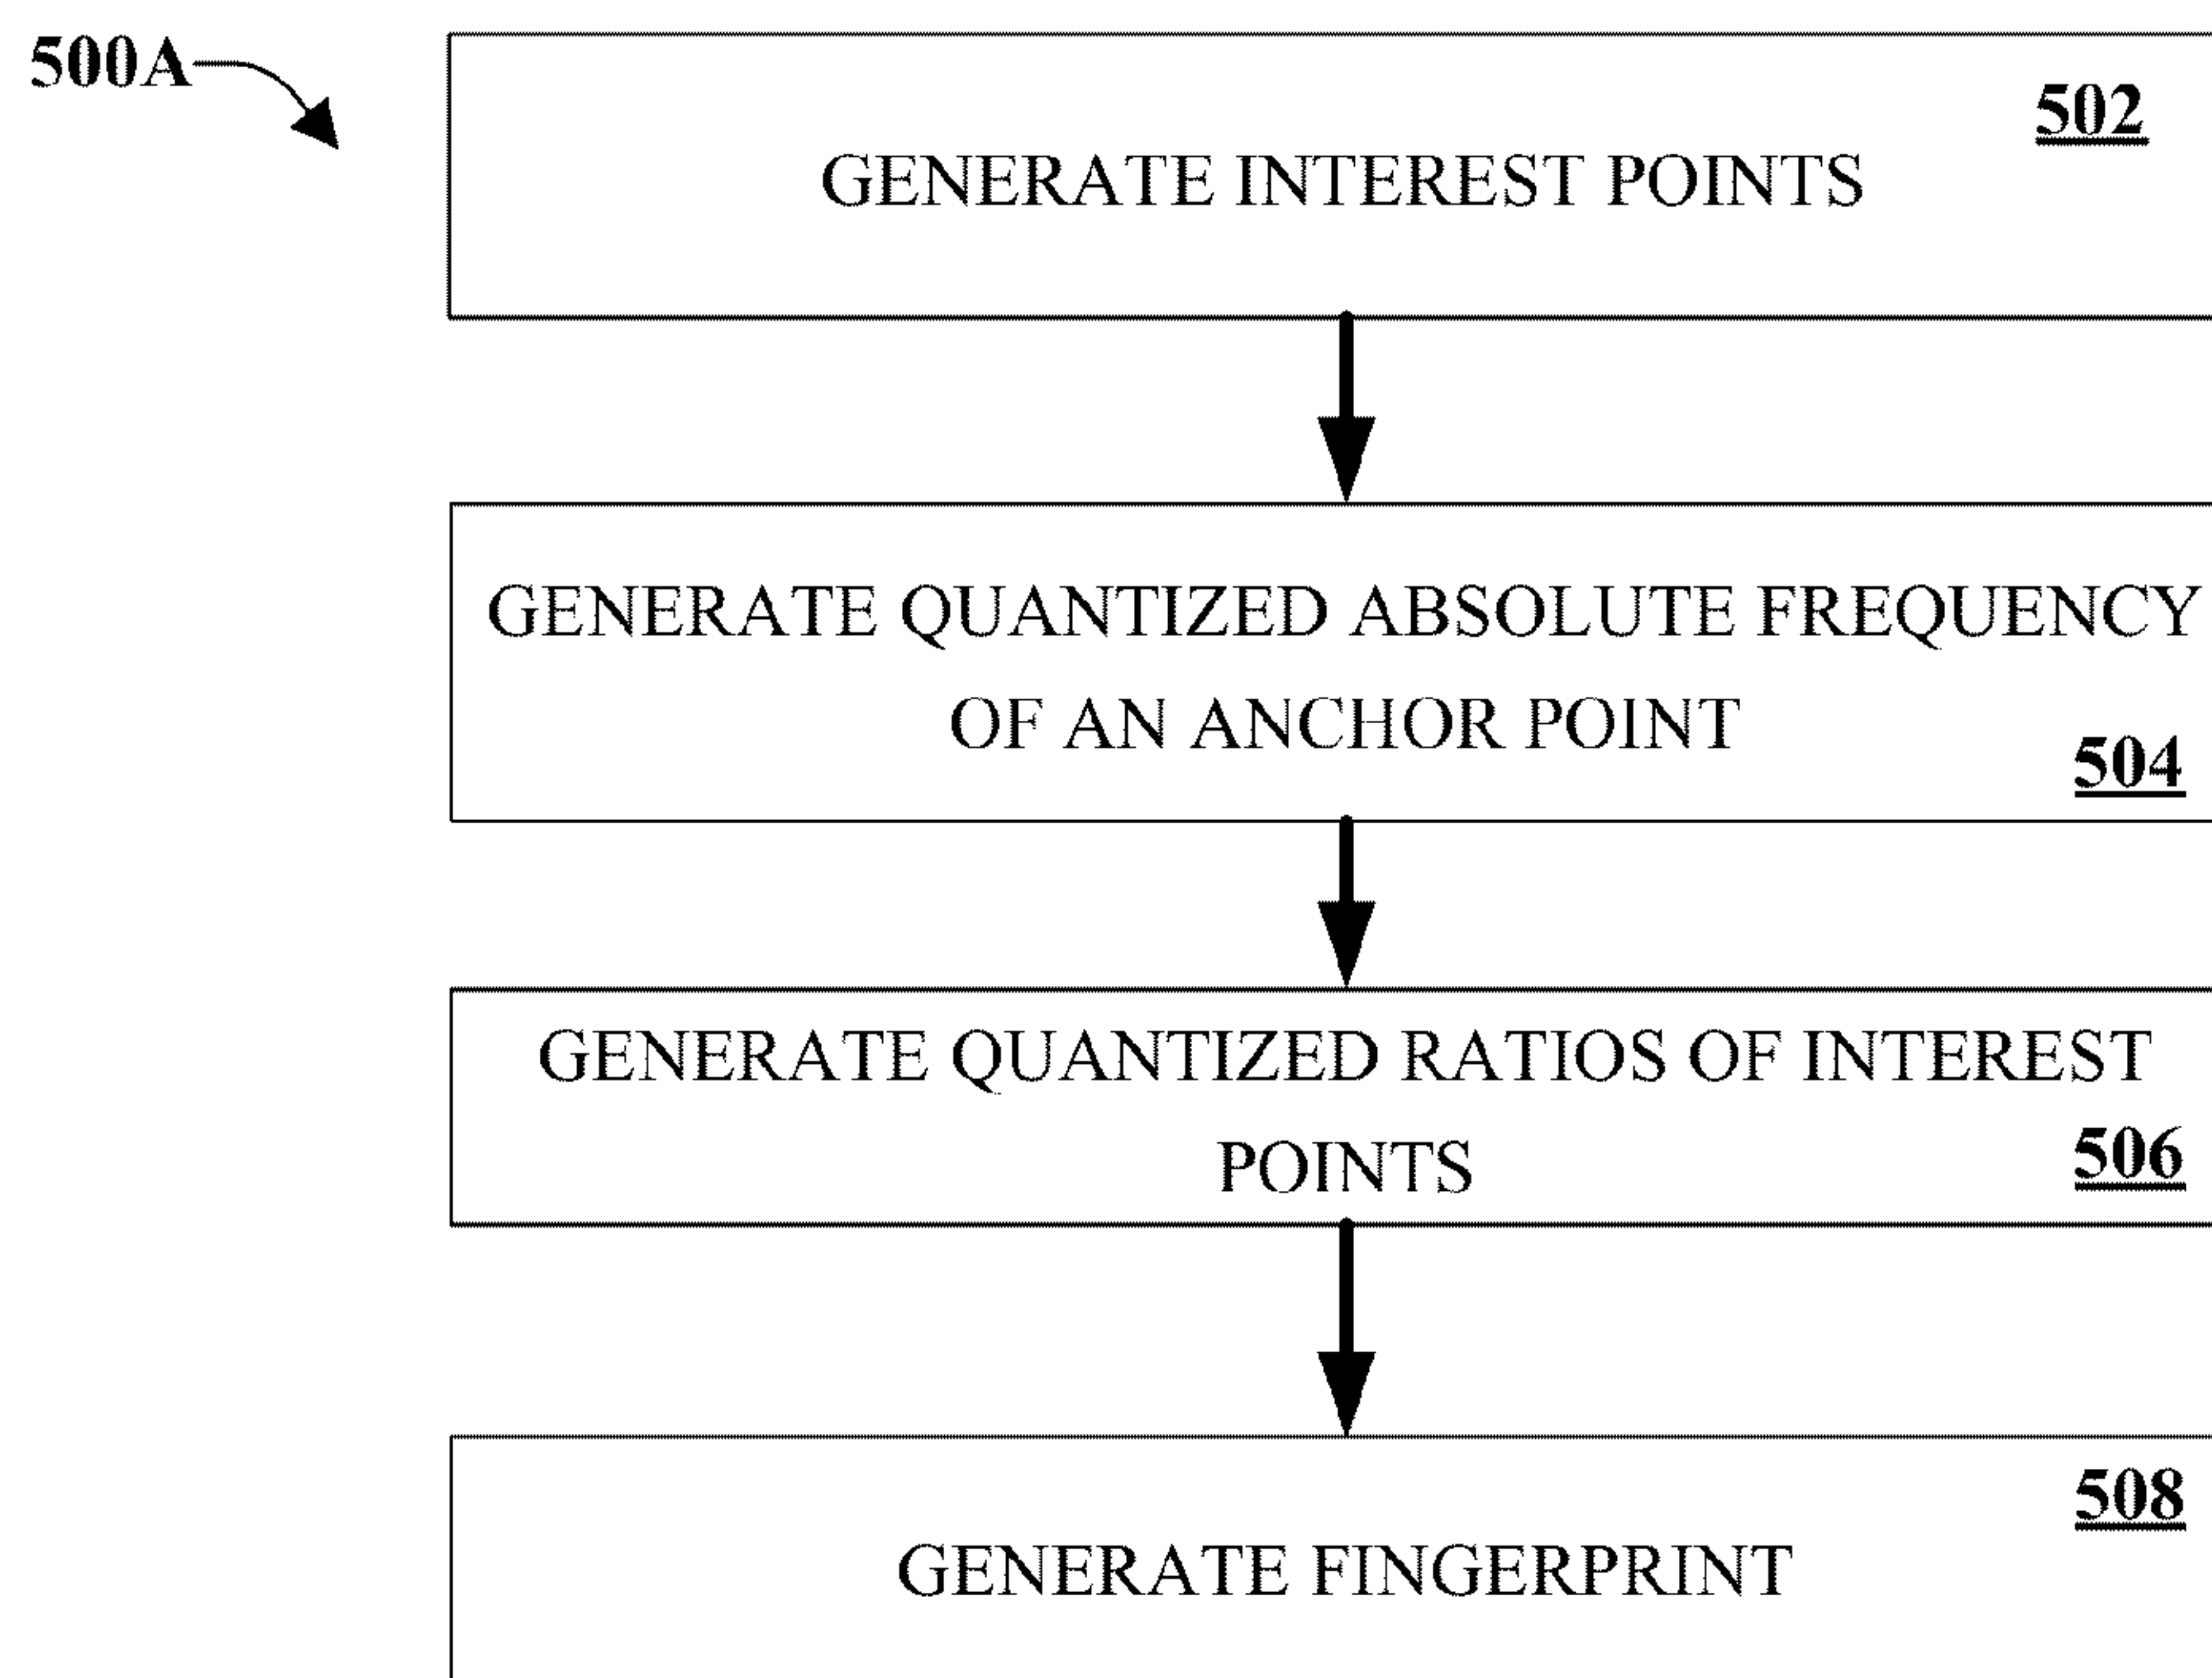 500A
502
GENERATE INTEREST POINTS
GENERATE QUANTIZED ABSOLUTE FREQUENCY
OF AN ANCHOR POINT
504
GENERATE QUANTIZED RATIOS OF INTEREST
POINTS
506
508
GENERATE FINGERPRINT